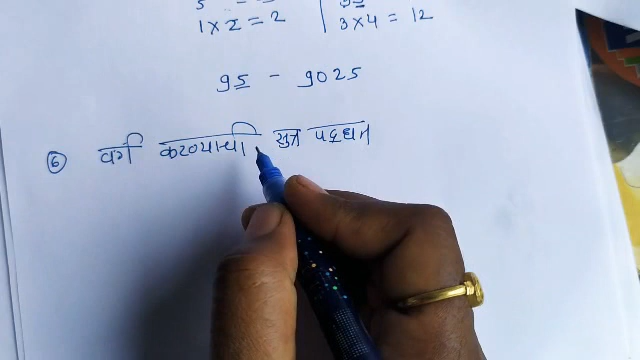 1 × 2 = 2
3 × 4 = 12
95 - 9025
6 वर्ग करण्याची सुत्र पद्धत